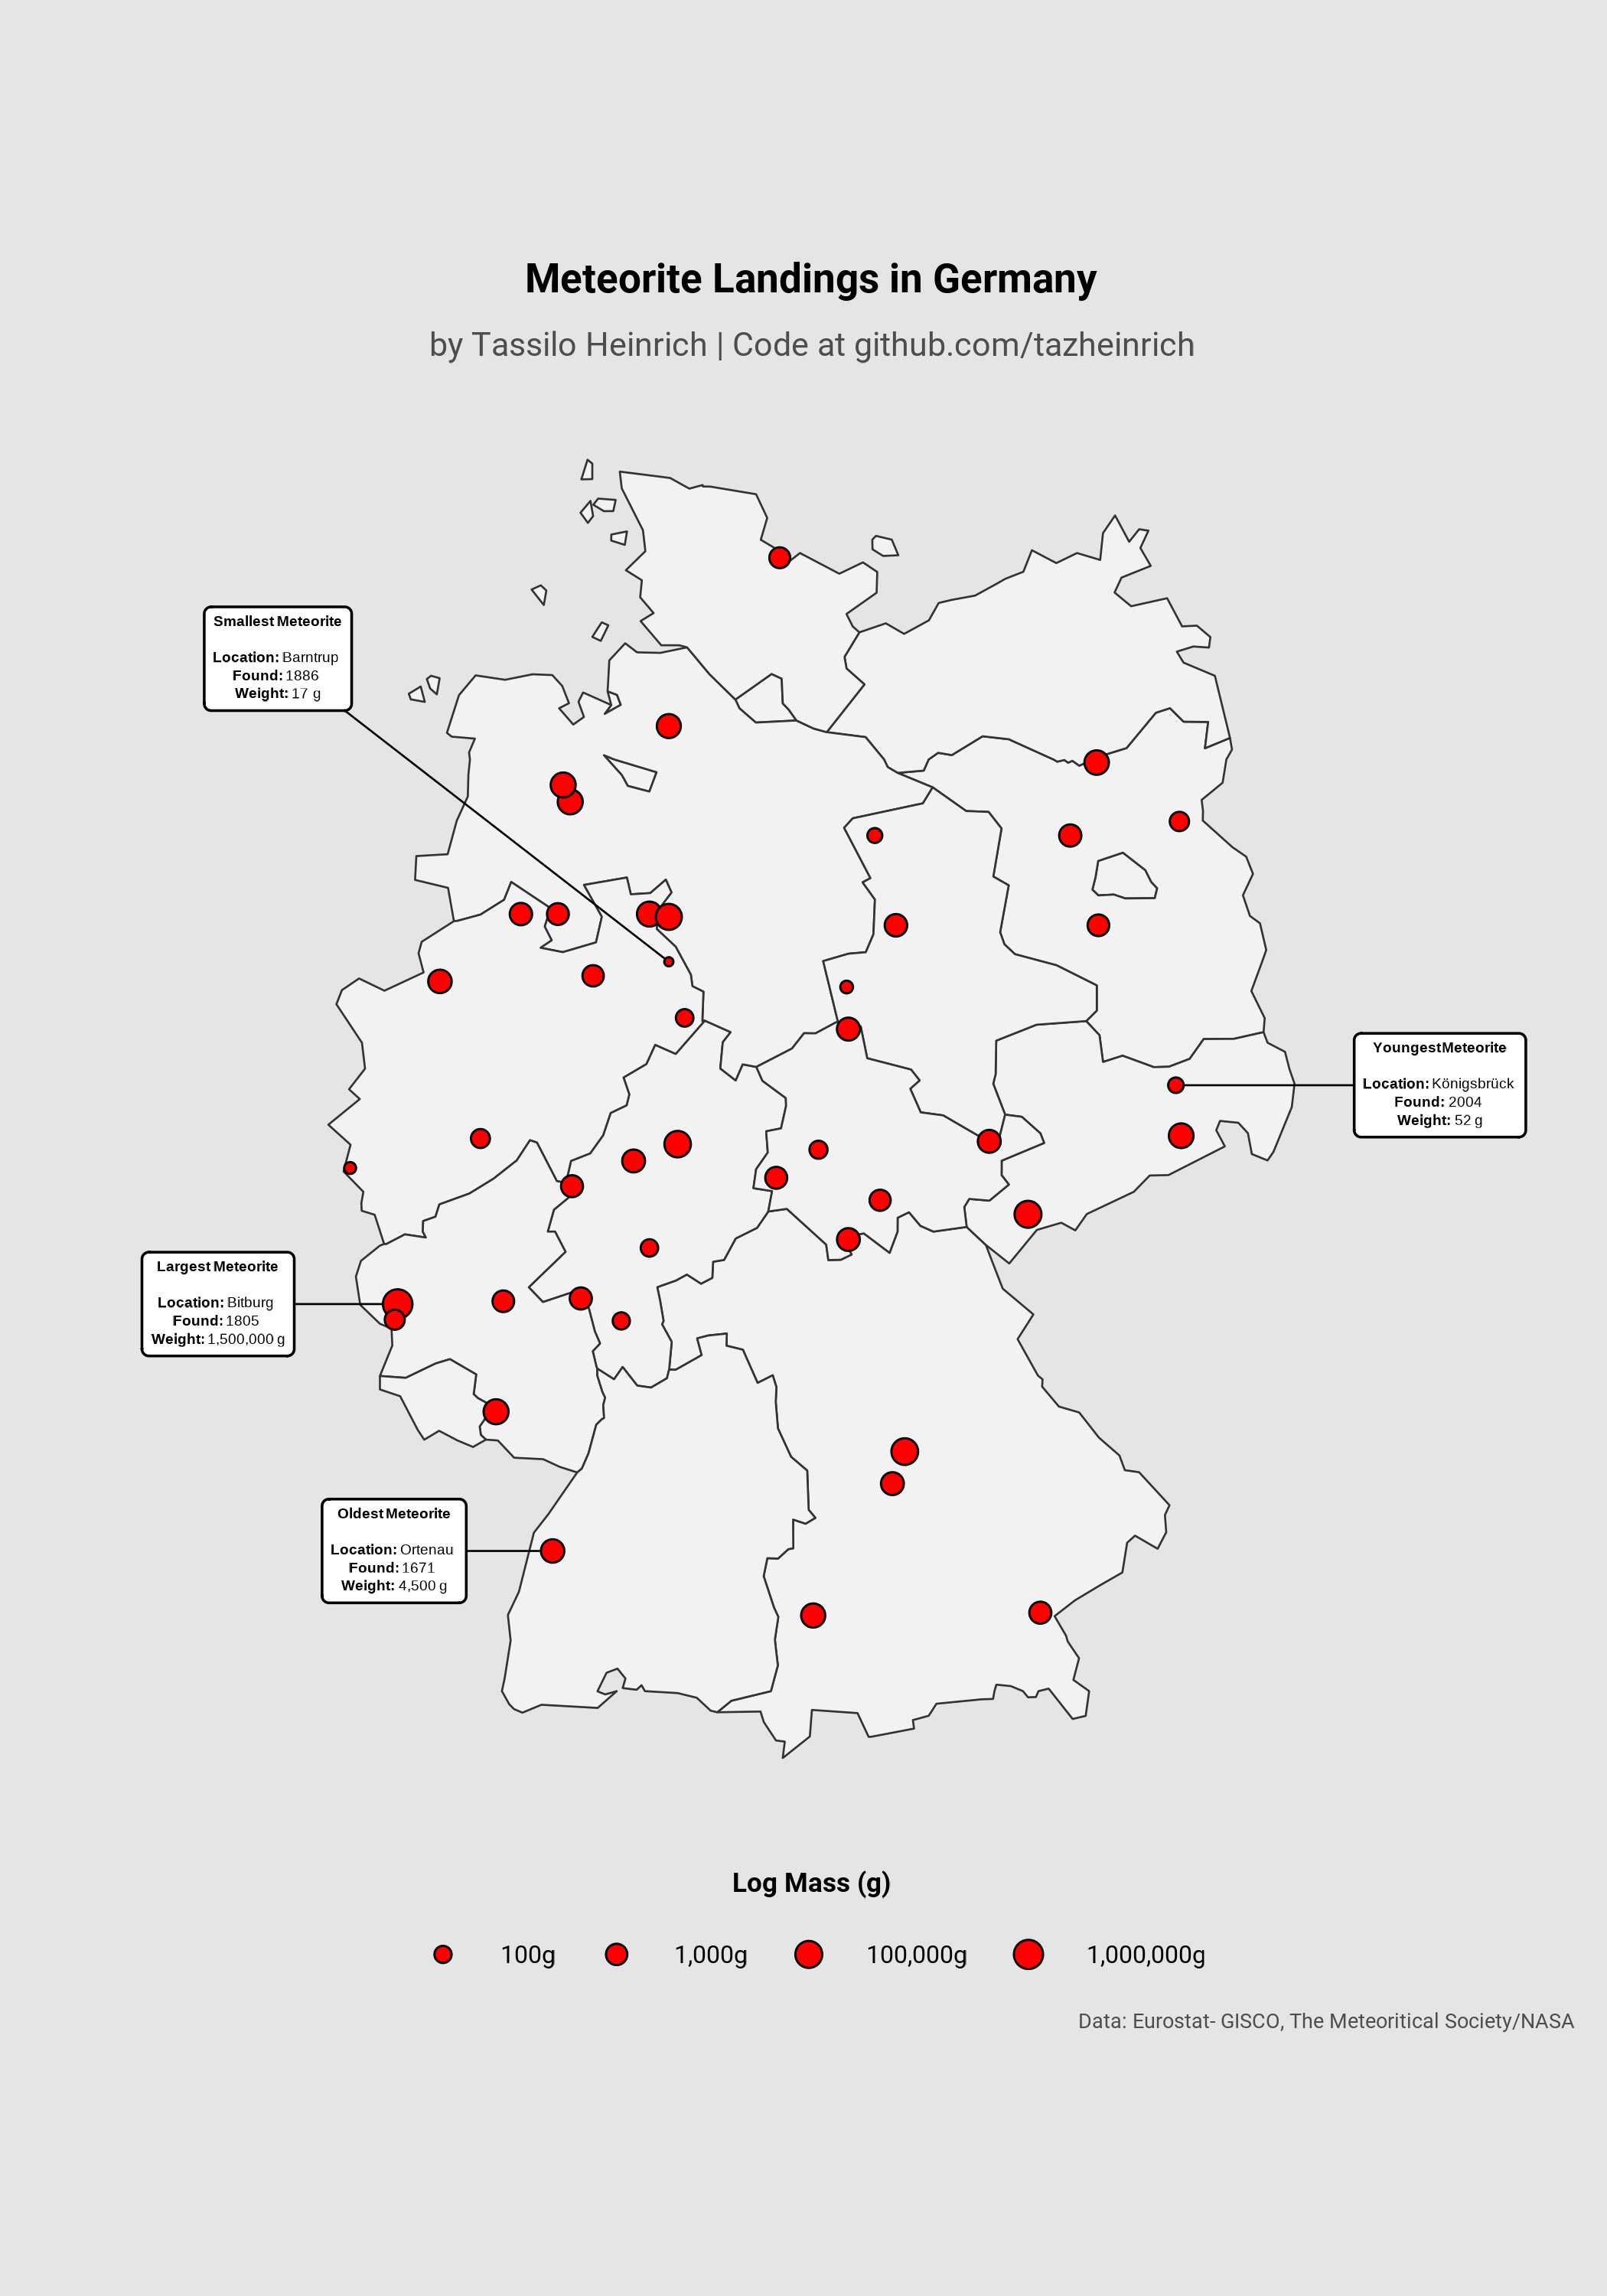 Meteorite Landings in Germany
by Tassilo Heinrich | Code at github.com/tazheinrich
Smallest Meteorite
Location: Barntrup
Found: 1886
Weight: 17 g
Youngest Meteorite
Location: Königsbrück
Found: 2004
Weight: 52 g
Largest Meteorite
Location: Bitburg
Found: 1805
Weight: 1,500,000 g
Oldest Meteorite
Location: Ortenau
Found: 1671
Weight: 4,500 g
Log Mass (g)
100g 1,000g 100,000g 1,000,000g
Data: Eurostat- GISCO, The Meteoritical Society/NASA